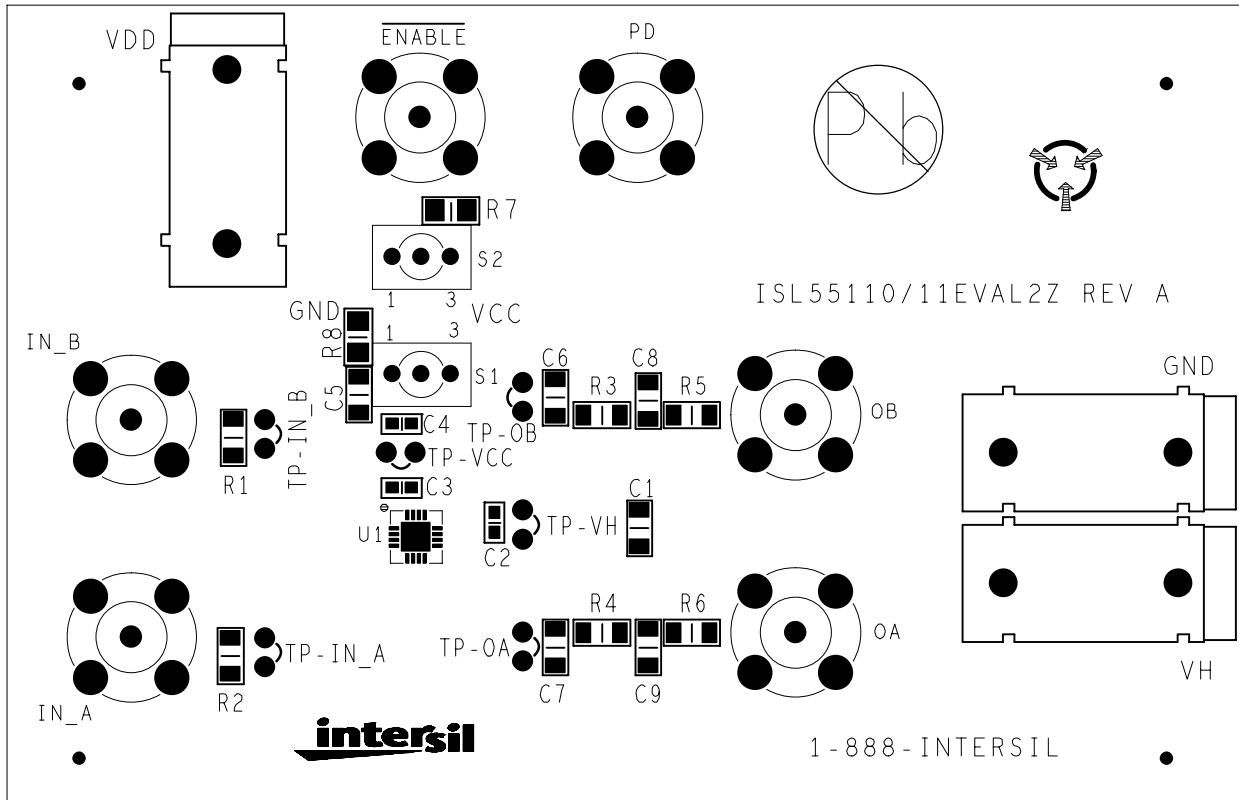 VDD
ENABLE
PD
Pb
R7
S2
1 3
GND
VCC
R8
1 3
S1
C5
ISL55110/11EVAL2Z REV A
IN_B
TP-IN_B
R1
C4
TP-VCC
C3
U1
C6
R3
C8
R5
TP-OB
OB
GND
C2
TP-VH
C1
R4
R6
TP-OA
OA
C7
C9
VH
TP-IN_A
R2
IN_A
intersil
1-888-INTERSIL